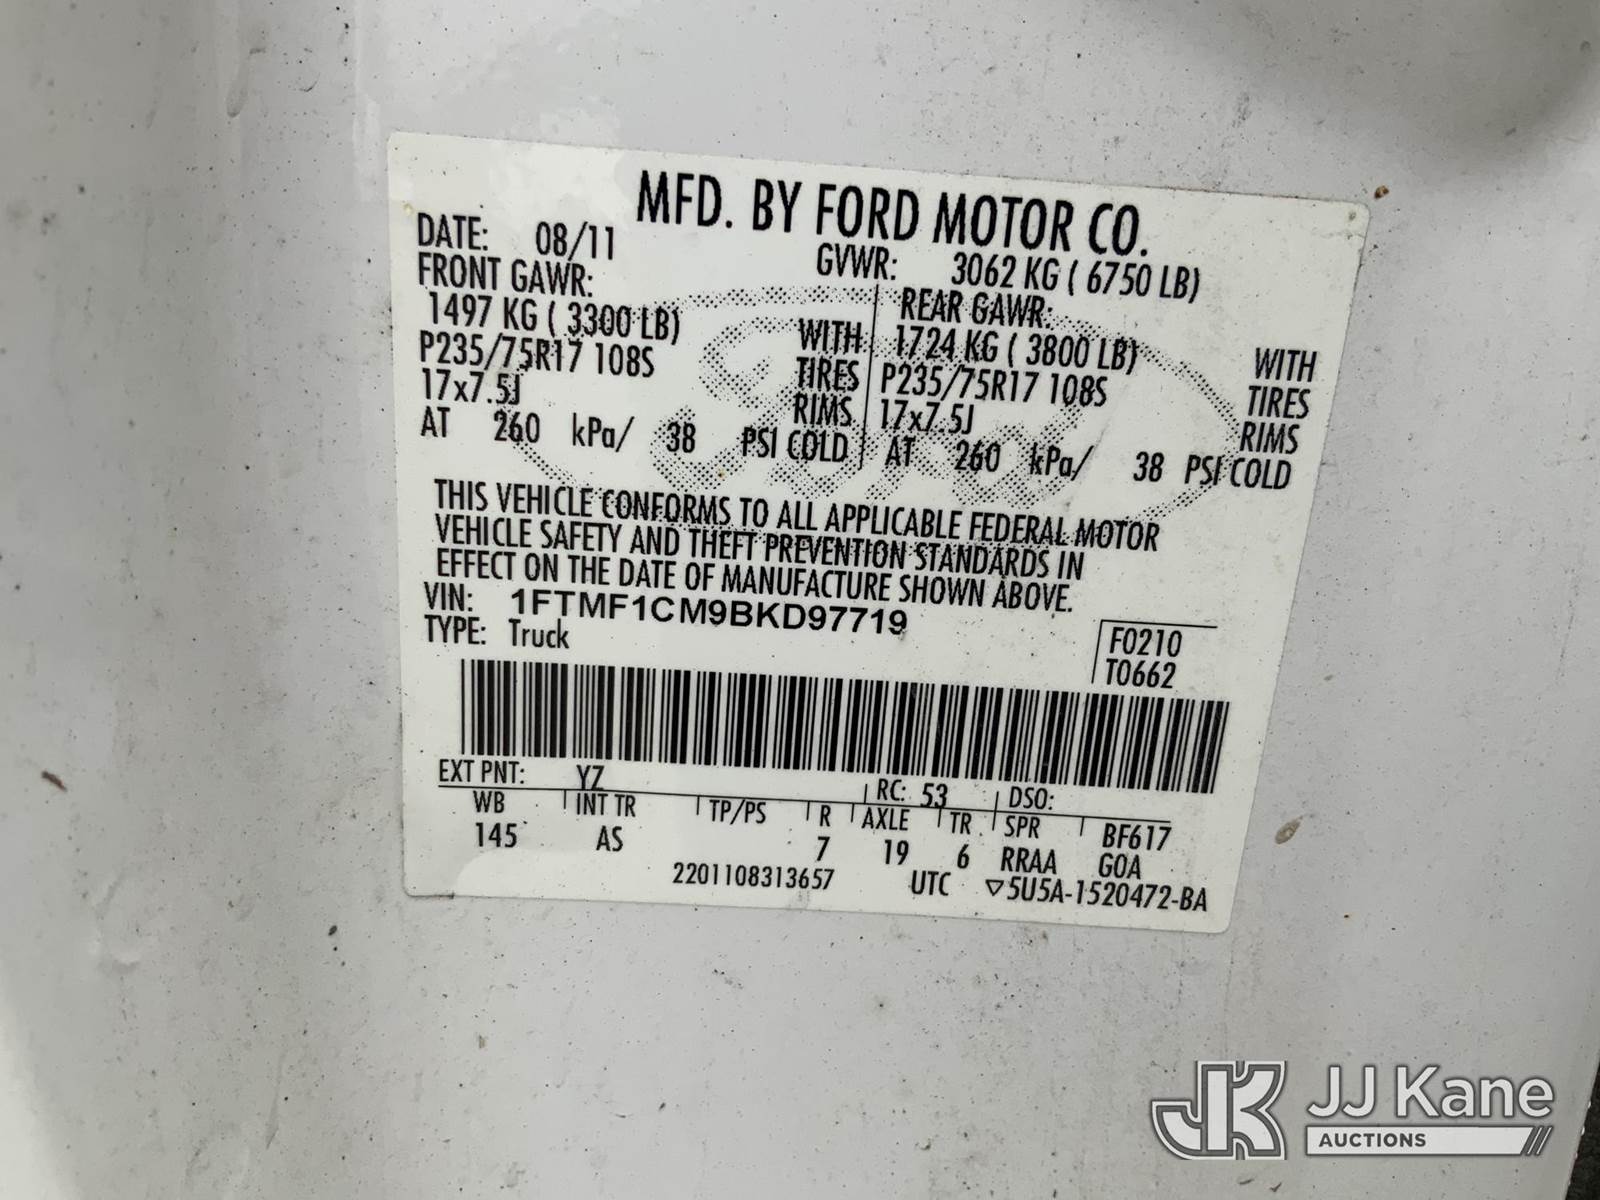 MFD. BY FORD MOTOR CO.
DATE: 08/11
GVWR: 3062 KG ( 6750 LB)
FRONT GAWR:
1497 KG ( 3300 LB) WITH
P235/75R17 108S TIRES
17x7.5J RIMS
AT 260 kPa/ 38 PSI COLD
REAR GAWR:
1724 KG ( 3800 LB) WITH
P235/75R17 108S TIRES
17x7.5J RIMS
AT 260 kPa/ 38 PSI COLD
THIS VEHICLE CONFORMS TO ALL APPLICABLE FEDERAL MOTOR
VEHICLE SAFETY AND THEFT PREVENTION STANDARDS IN
EFFECT ON THE DATE OF MANUFACTURE SHOWN ABOVE.
VIN: 1FTMF1CM9BKD97719
TYPE: Truck
F0210
T0662
EXT PNT: YZ RC: 53 DSO:
WB INT TR TP/PS R AXLE TR SPR BF617
145 AS 7 19 6 RRAA GOA
2201108313657 UTC ▽5U5A-1520472-BA
JK JJ Kane
AUCTIONS